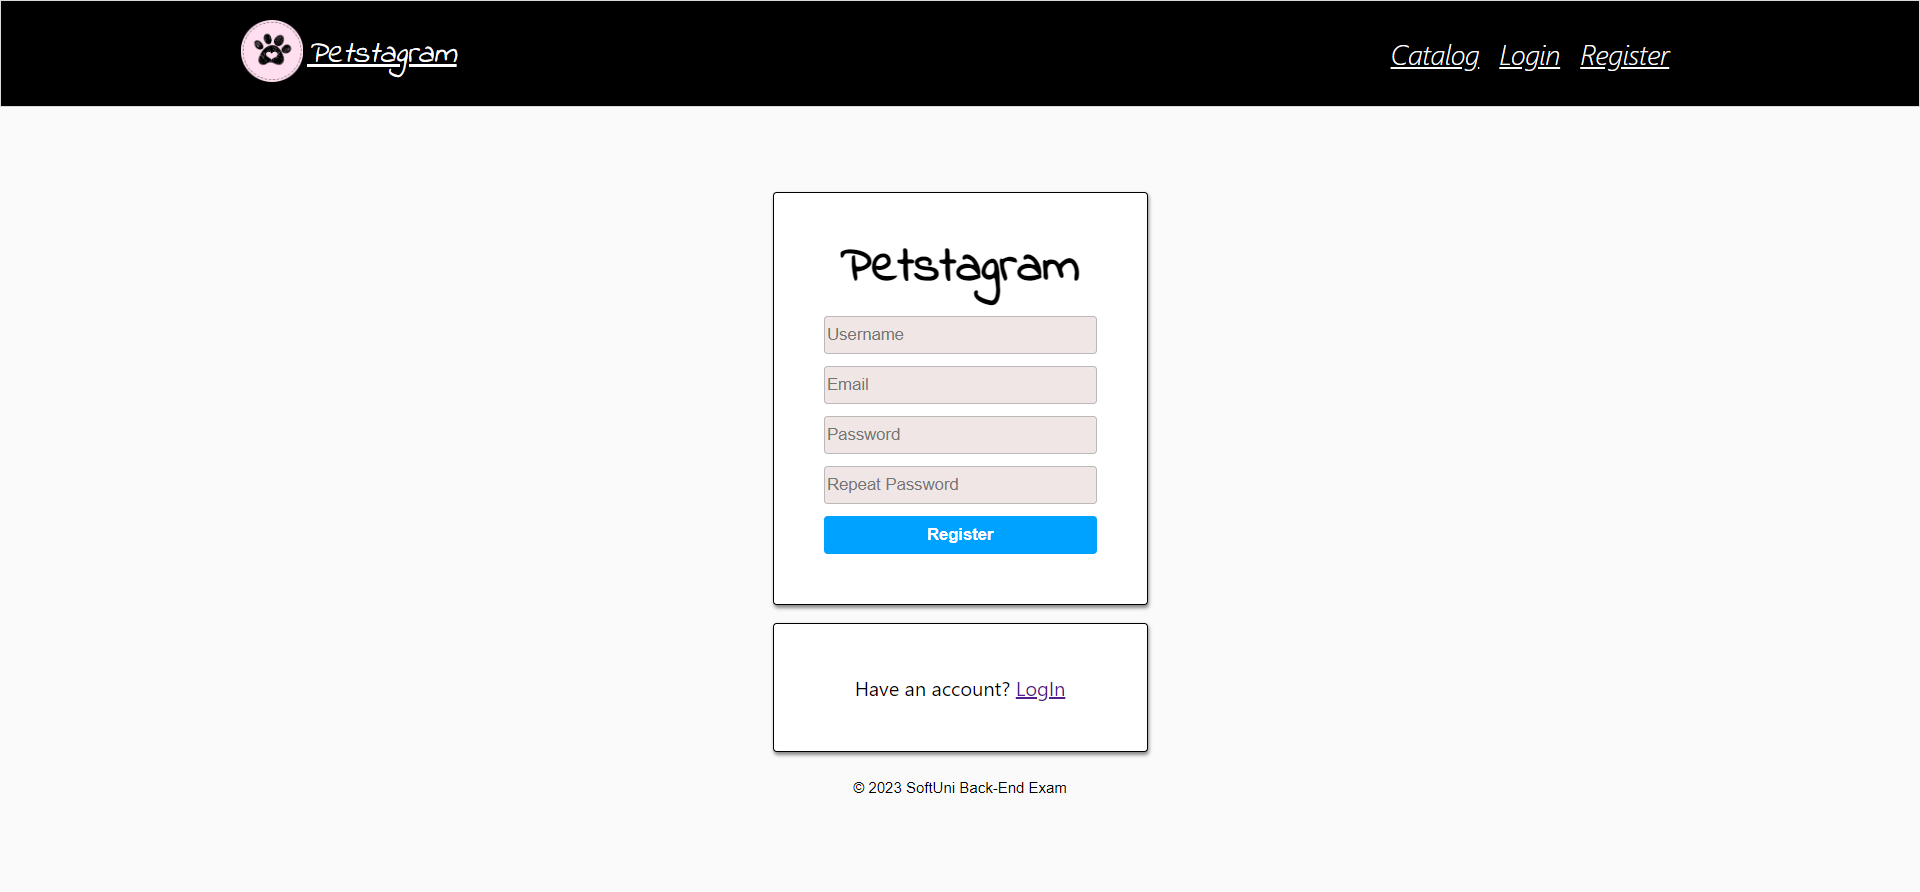 Petstagram
Catalog Login Register
Petstagram
Username
Email
Password
Repeat Password
Register
Have an account? LogIn
© 2023 SoftUni Back-End Exam